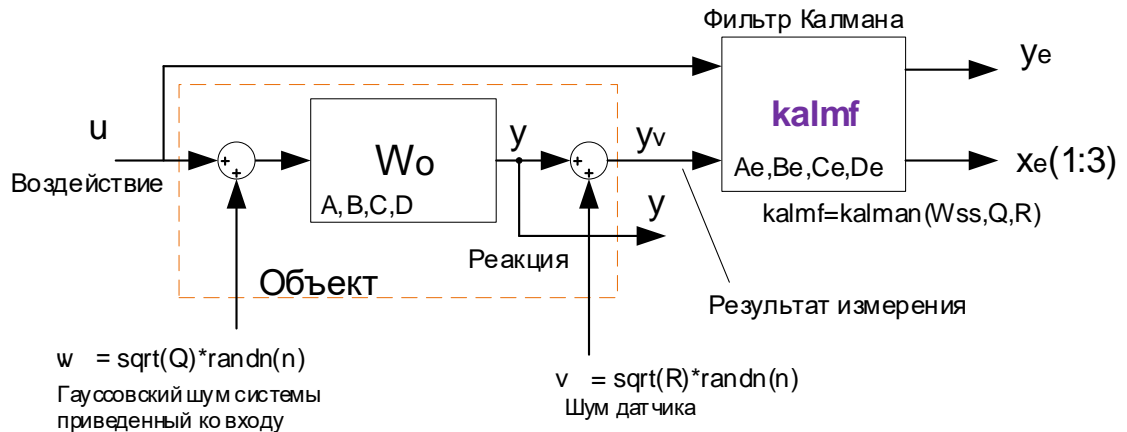 Фильтр Калмана
yе
u
y
yv
Wo
kalmf
Воздействие
A,B,C,D
Ae,Be,Ce,De
xe(1:3)
y
kalmf=kalman(Wss,Q,R)
Реакция
Объект
Результат измерения
w = sqrt(Q)*randn(n)
Гауссовский шум системы
приведенный ко входу
v = sqrt(R)*randn(n)
Шум датчика